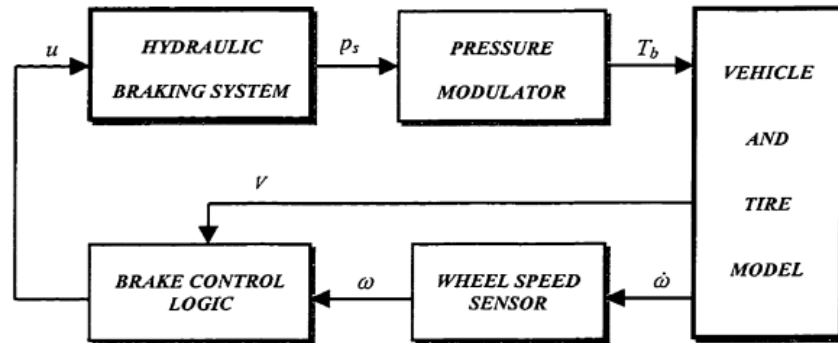 u
HYDRAULIC
BRAKING SYSTEM
p_s
PRESSURE
MODULATOR
T_b
VEHICLE
AND
TIRE
MODEL
V
BRAKE CONTROL
LOGIC
ω
WHEEL SPEED
SENSOR
ω̇